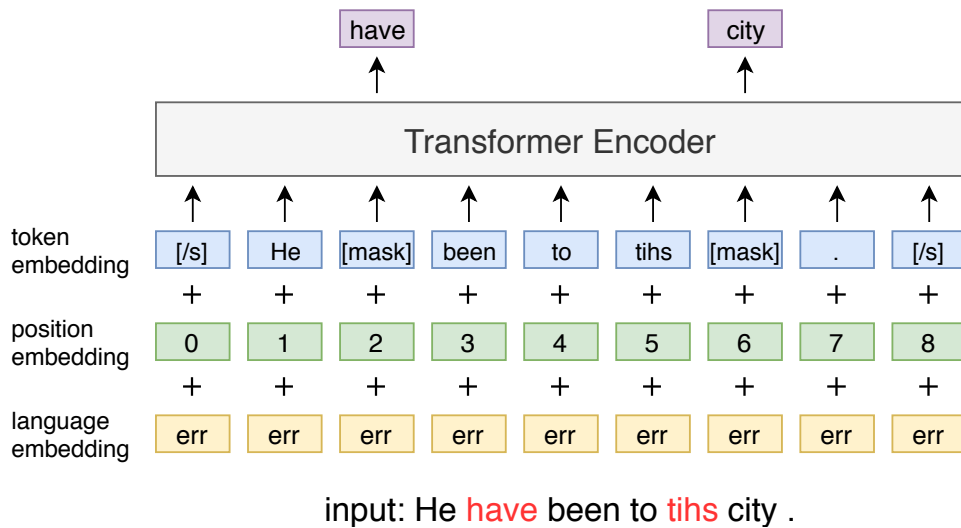 have city
Transformer Encoder
token
embedding
[/s] He [mask] been to tihs [mask] . [/s]
+ + + + + + + + +
position
embedding
0 1 2 3 4 5 6 7 8
+ + + + + + + + +
language
embedding
err err err err err err err err err
input: He have been to tihs city .